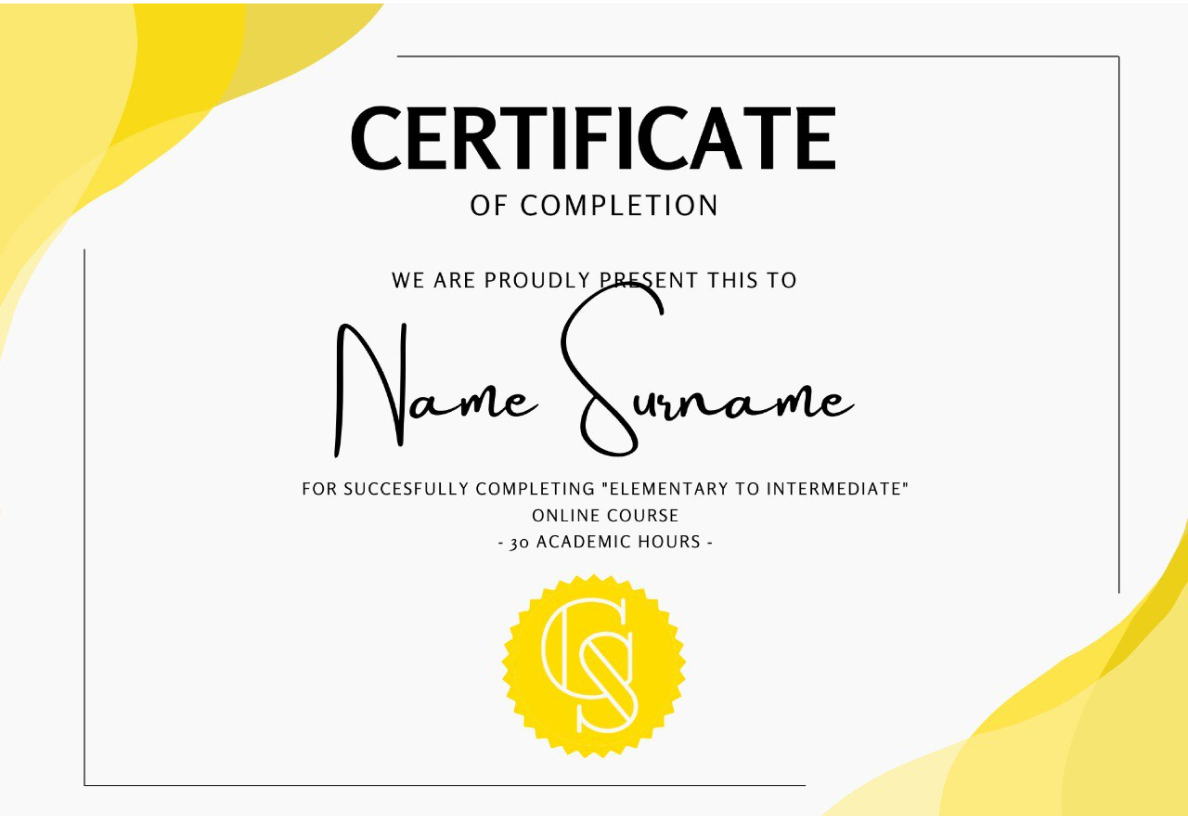 CERTIFICATE
OF COMPLETION
WE ARE PROUDLY PRESENT THIS TO
Name Surname
FOR SUCCESFULLY COMPLETING "ELEMENTARY TO INTERMEDIATE"
ONLINE COURSE
- 30 ACADEMIC HOURS -
GS